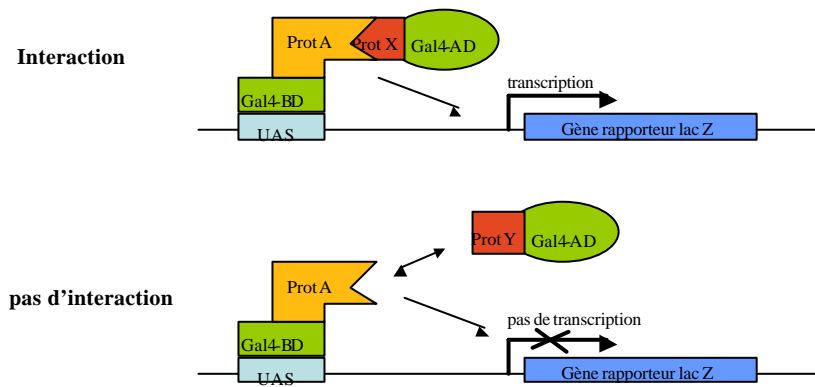 Interaction
Prot A
Prot X
Gal4-AD
Gal4-BD
UAS
transcription
Gène rapporteur lac Z
pas d'interaction
Prot A
Prot Y
Gal4-AD
Gal4-BD
UAS
pas de transcription
Gène rapporteur lac Z